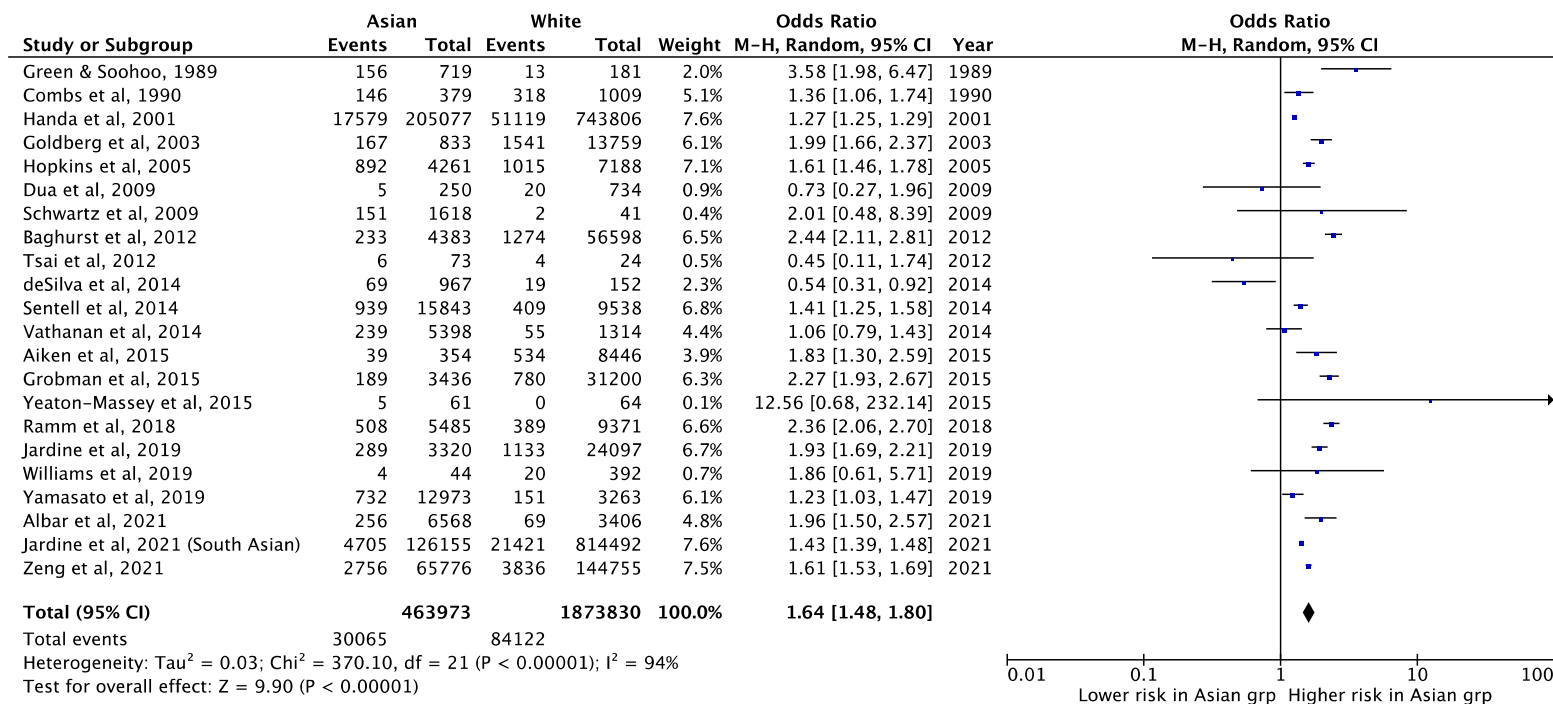 Asian White Odds Ratio Odds Ratio
Study or Subgroup Events Total Events Total Weight M-H, Random, 95% CI Year M-H, Random, 95% CI
Green & Soohoo, 1989 156 719 13 181 2.0% 3.58 [1.98, 6.47] 1989
Combs et al, 1990 146 379 318 1009 5.1% 1.36 [1.06, 1.74] 1990
Handa et al, 2001 17579 205077 51119 743806 7.6% 1.27 [1.25, 1.29] 2001
Goldberg et al, 2003 167 833 1541 13759 6.1% 1.99 [1.66, 2.37] 2003
Hopkins et al, 2005 892 4261 1015 7188 7.1% 1.61 [1.46, 1.78] 2005
Dua et al, 2009 5 250 20 734 0.9% 0.73 [0.27, 1.96] 2009
Schwartz et al, 2009 151 1618 2 41 0.4% 2.01 [0.48, 8.39] 2009
Baghurst et al, 2012 233 4383 1274 56598 6.5% 2.44 [2.11, 2.81] 2012
Tsai et al, 2012 6 73 4 24 0.5% 0.45 [0.11, 1.74] 2012
deSilva et al, 2014 69 967 19 152 2.3% 0.54 [0.31, 0.92] 2014
Sentell et al, 2014 939 15843 409 9538 6.8% 1.41 [1.25, 1.58] 2014
Vathanan et al, 2014 239 5398 55 1314 4.4% 1.06 [0.79, 1.43] 2014
Aiken et al, 2015 39 354 534 8446 3.9% 1.83 [1.30, 2.59] 2015
Grobman et al, 2015 189 3436 780 31200 6.3% 2.27 [1.93, 2.67] 2015
Yeaton-Massey et al, 2015 5 61 0 64 0.1% 12.56 [0.68, 232.14] 2015
Ramm et al, 2018 508 5485 389 9371 6.6% 2.36 [2.06, 2.70] 2018
Jardine et al, 2019 289 3320 1133 24097 6.7% 1.93 [1.69, 2.21] 2019
Williams et al, 2019 4 44 20 392 0.7% 1.86 [0.61, 5.71] 2019
Yamasato et al, 2019 732 12973 151 3263 6.1% 1.23 [1.03, 1.47] 2019
Albar et al, 2021 256 6568 69 3406 4.8% 1.96 [1.50, 2.57] 2021
Jardine et al, 2021 (South Asian) 4705 126155 21421 814492 7.6% 1.43 [1.39, 1.48] 2021
Zeng et al, 2021 2756 65776 3836 144755 7.5% 1.61 [1.53, 1.69] 2021
Total (95% CI) 463973 1873830 100.0% 1.64 [1.48, 1.80]
Total events 30065 84122
Heterogeneity: Tau² = 0.03; Chi² = 370.10, df = 21 (P < 0.00001); I² = 94%
Test for overall effect: Z = 9.90 (P < 0.00001)
0.01 0.1 1 10 100
Lower risk in Asian grp Higher risk in Asian grp